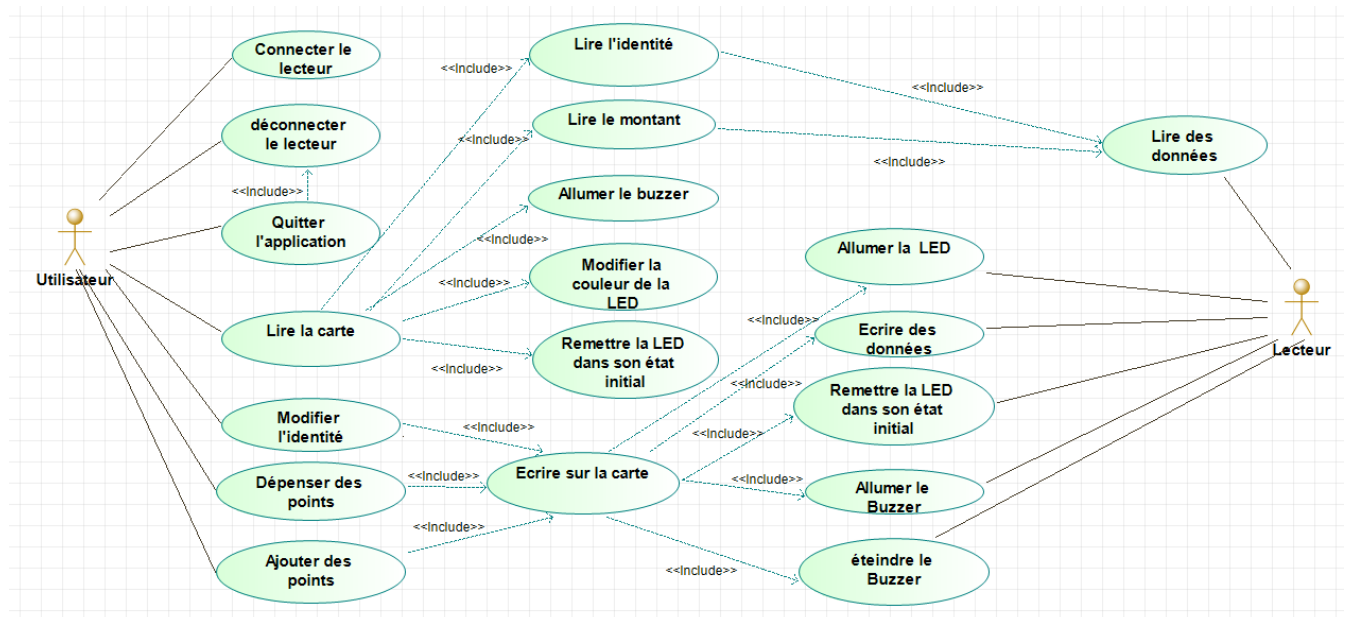 Connecter le
lecteur
déconnecter
le lecteur
<<Include>>
Quitter
l'application
Utilisateur
Lire la carte
Modifier
l'identité
Dépenser des
points
Ajouter des
points
Lire l'identité
<<Include>>
Lire le montant
<<Include>>
Allumer le buzzer
<<Include>>
Modifier la
couleur de la
LED
<<Include>>
Remettre la LED
dans son état
initial
<<Include>>
<<Include>>
<<Include>>
<<Include>>
Ecrire sur la carte
<<Include>>
<<Include>>
Lire des
données
Allumer la LED
<<Include>>
Ecrire des
données
<<Include>>
Remettre la LED
dans son état
initial
<<Include>>
Allumer le
Buzzer
<<Include>>
éteindre le
Buzzer
<<Include>>
Lecteur